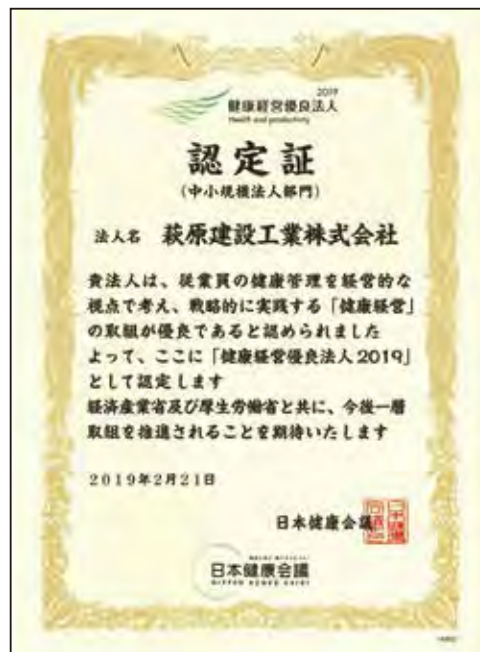 2019
健康経営優良法人
Health and productivity
認定証
(中小規模法人部門)
法人名 萩原建設工業株式会社
貴法人は、従業員の健康管理を経営的な
視点で考え、戦略的に実践する「健康経営」
の取組が優良であると認められました
よって、ここに「健康経営優良法人2019」
として認定します
経済産業省及び厚生労働省と共に、今後一層
取組を推進されることを期待いたします
2019年2月21日
日本健康会議
日本健康会議
NIPPON KENKO KAIGI